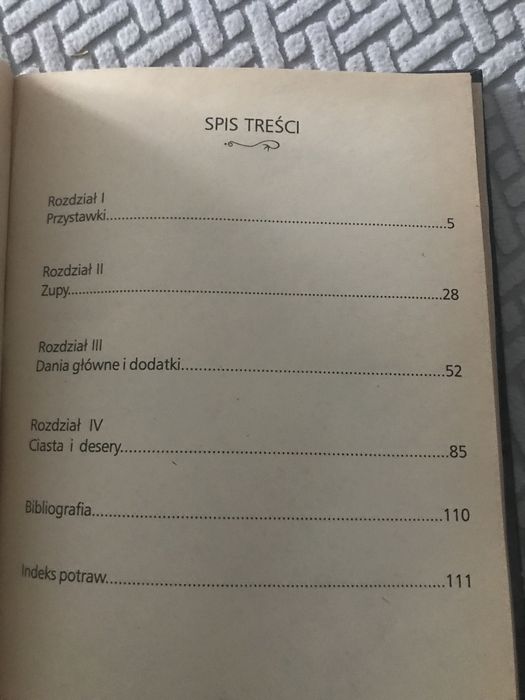 SPIS TREŚCI
Rozdział I
Przystawki..........5
Rozdział II
Zupy..........28
Rozdział III
Dania główne i dodatki..........52
Rozdział IV
Ciasta i desery..........85
Bibliografia..........110
Indeks potraw..........111